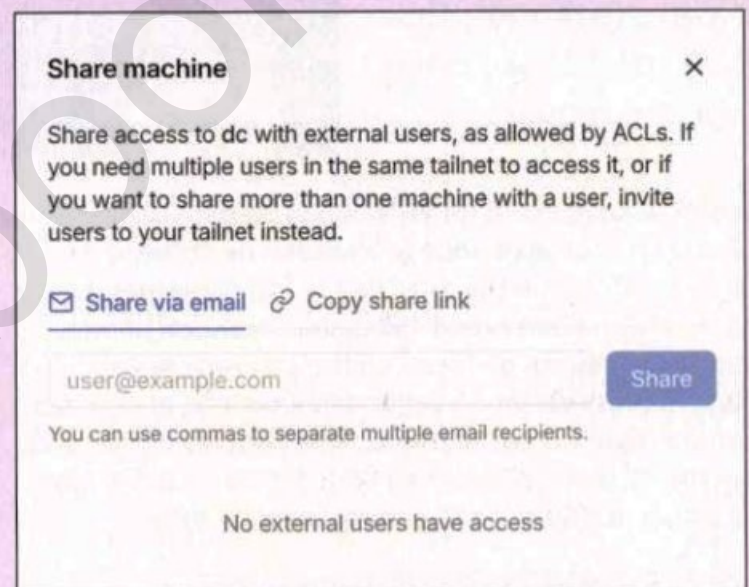 Share machine
Share access to dc with external users, as allowed by ACLs. If
you need multiple users in the same tailnet to access it, or if
you want to share more than one machine with a user, invite
users to your tailnet instead.
Share via email Copy share link
user@example.com Share
You can use commas to separate multiple email recipients.
No external users have access